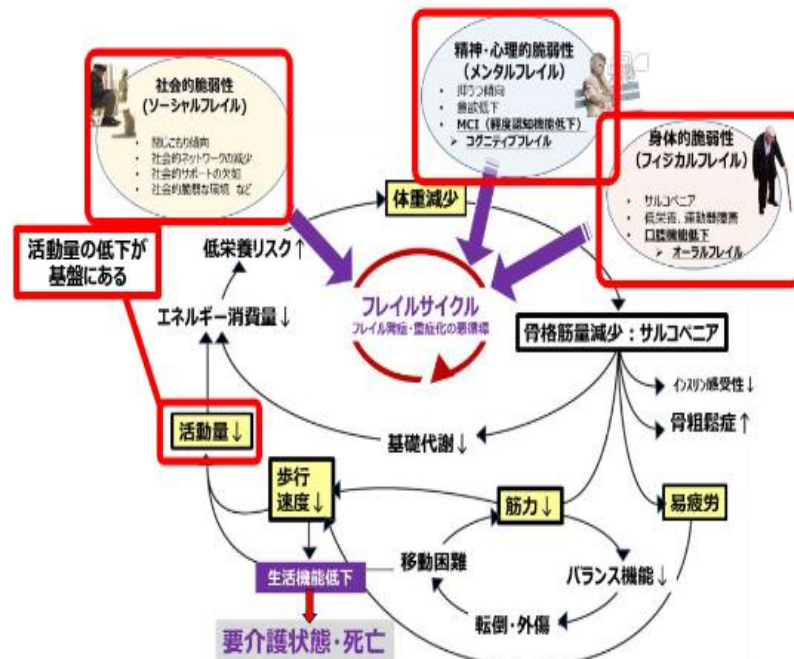 社会的脆弱性
(ソーシャルフレイル)
・ 閉じこもり傾向
・ 社会的ネットワークの減少
・ 社会的サポートの欠如
・ 社会的脆弱な環境 など
精神・心理的脆弱性
(メンタルフレイル)
・ 抑うつ傾向
・ 意欲低下
・ MCI(軽度認知機能低下)
➢ コグニティブフレイル
身体的脆弱性
(フィジカルフレイル)
・ サルコペニア
・ 低栄養、運動器障害
・ 口腔機能低下
➢ オーラルフレイル
活動量の低下が
基盤にある
体重減少
低栄養リスク↑
エネルギー消費量↓
フレイルサイクル
フレイル発症・重症化の悪循環
骨格筋量減少:サルコペニア
インスリン感受性↓
骨粗鬆症↑
活動量↓
基礎代謝↓
歩行
速度↓
筋力↓
易疲労
生活機能低下
移動困難
バランス機能↓
転倒・外傷
要介護状態・死亡